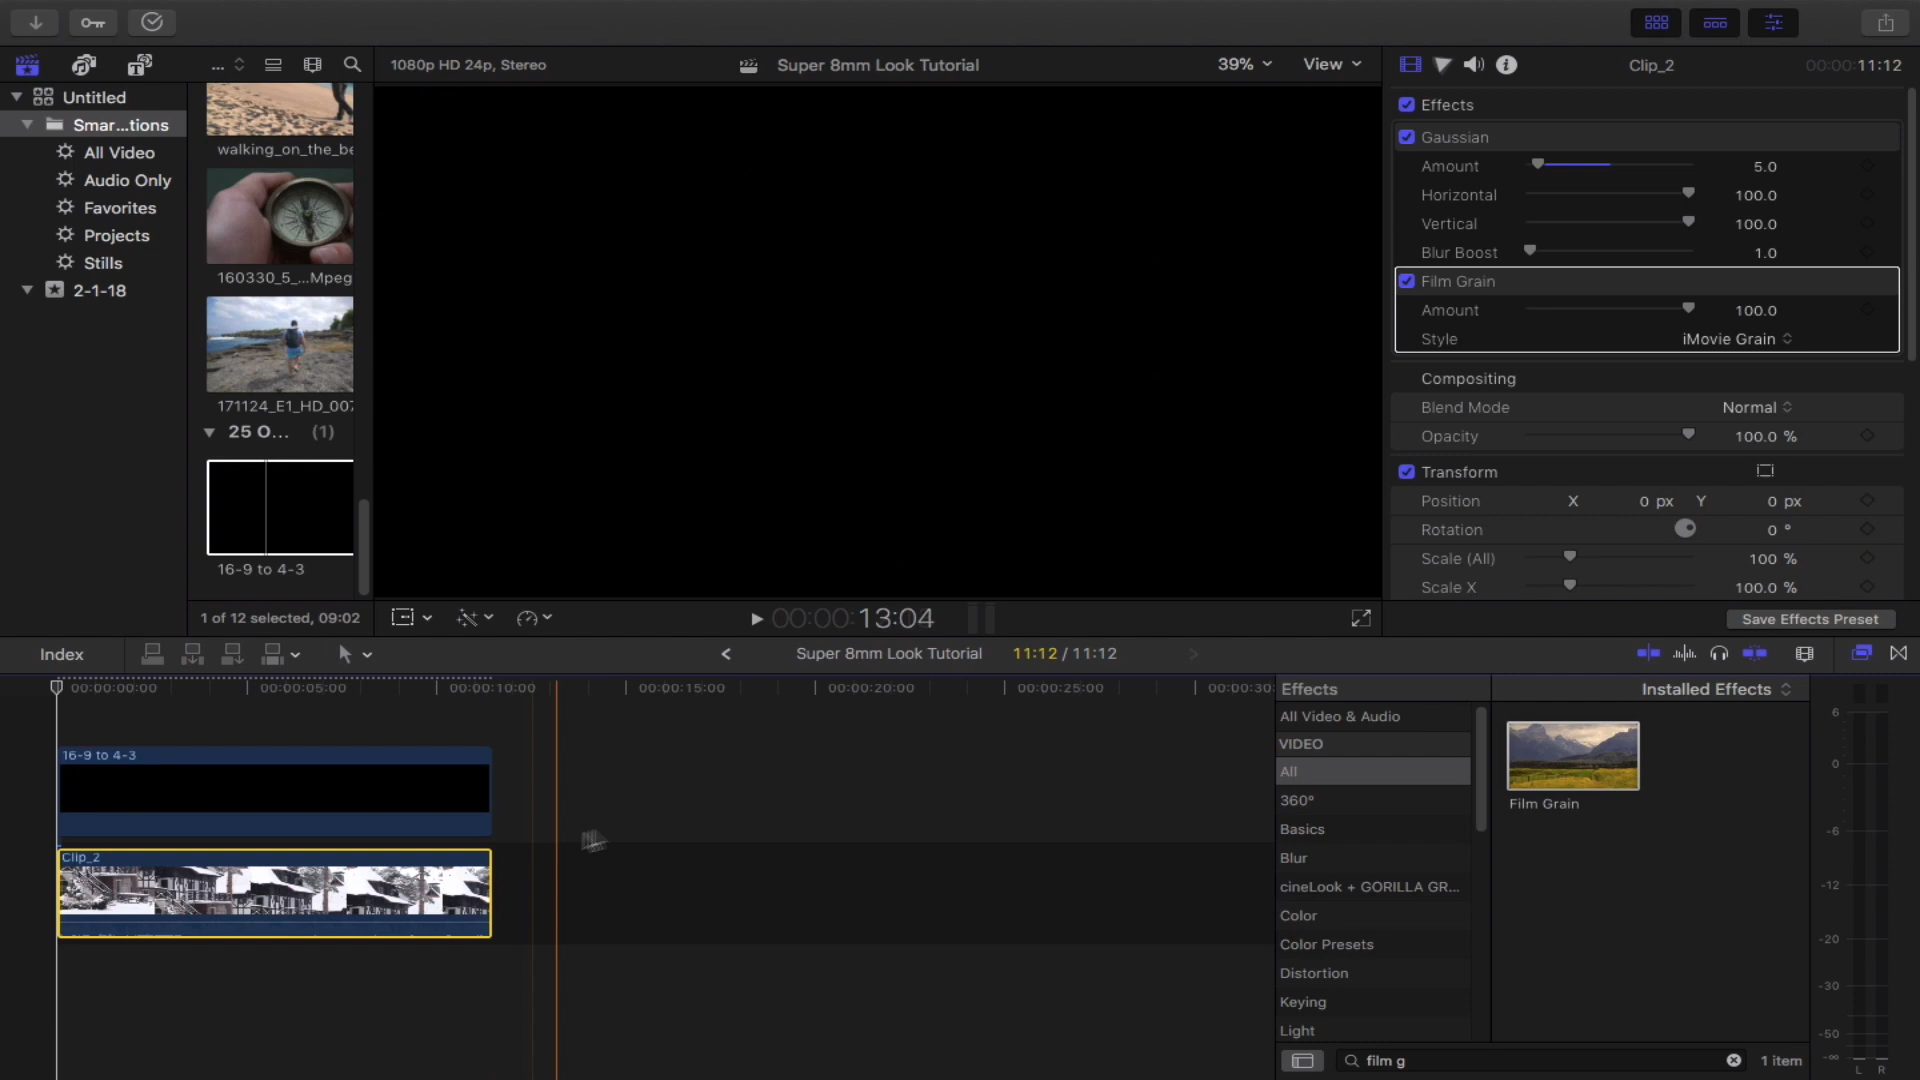 1080p HD 24p, Stereo
Super 8mm Look Tutorial
39%
View
Clip_2
00:00:11:12
...
Untitled
Smar...tions
All Video
Audio Only
Favorites
Projects
Stills
2-1-18
walking_on_the_be
160330_5_...Mpeg
171124_E1_HD_007
25 O... (1)
16-9 to 4-3
1 of 12 selected, 09:02
00:00:13:04
Effects
Gaussian
Amount 5.0
Horizontal 100.0
Vertical 100.0
Blur Boost 1.0
Film Grain
Amount 100.0
Style iMovie Grain
Compositing
Blend Mode Normal
Opacity 100.0 %
Transform
Position X 0 px Y 0 px
Rotation 0 °
Scale (All) 100 %
Scale X 100.0 %
Save Effects Preset
Index
Super 8mm Look Tutorial
11:12 / 11:12
00:00:00:00
00:00:05:00
00:00:10:00
00:00:15:00
00:00:20:00
00:00:25:00
00:00:30:
16-9 to 4-3
Clip_2
Effects
All Video & Audio
VIDEO
All
360°
Basics
Blur
cineLook + GORILLA GR...
Color
Color Presets
Distortion
Keying
Light
Installed Effects
Film Grain
film g
1 item
6
0
-6
-12
-20
-30
-50
-∞
L R